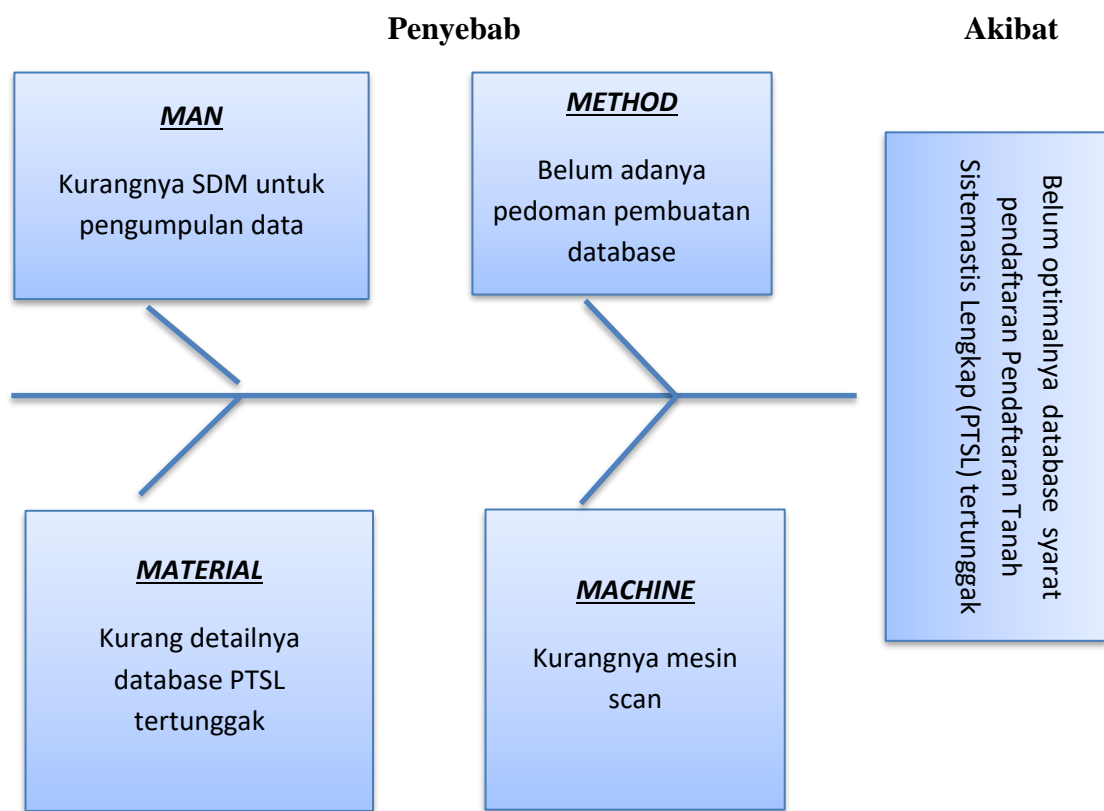 Penyebab
Akibat
MAN
Kurangnya SDM untuk
pengumpulan data
METHOD
Belum adanya
pedoman pembuatan
database
MATERIAL
Kurang detailnya
database PTSL
tertunggak
MACHINE
Kurangnya mesin
scan
Belum optimalnya database syarat
pendaftaran Pendaftaran Tanah
Sistemastis Lengkap (PTSL) tertunggak